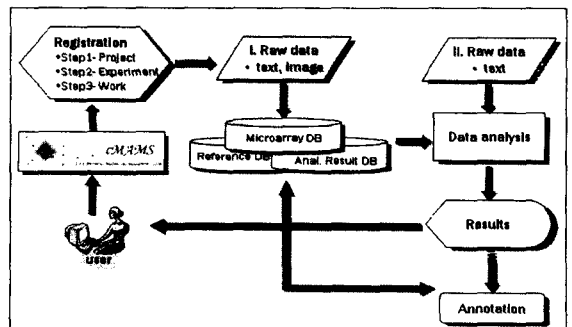 Registration
•Step1- Project
•Step2- Experiment
•Step3- Work
I. Raw data
• text, image
II. Raw data
• text
Microarray DB
Reference DB
Anal. Result DB
Data analysis
cMAMS
Results
user
Annotation